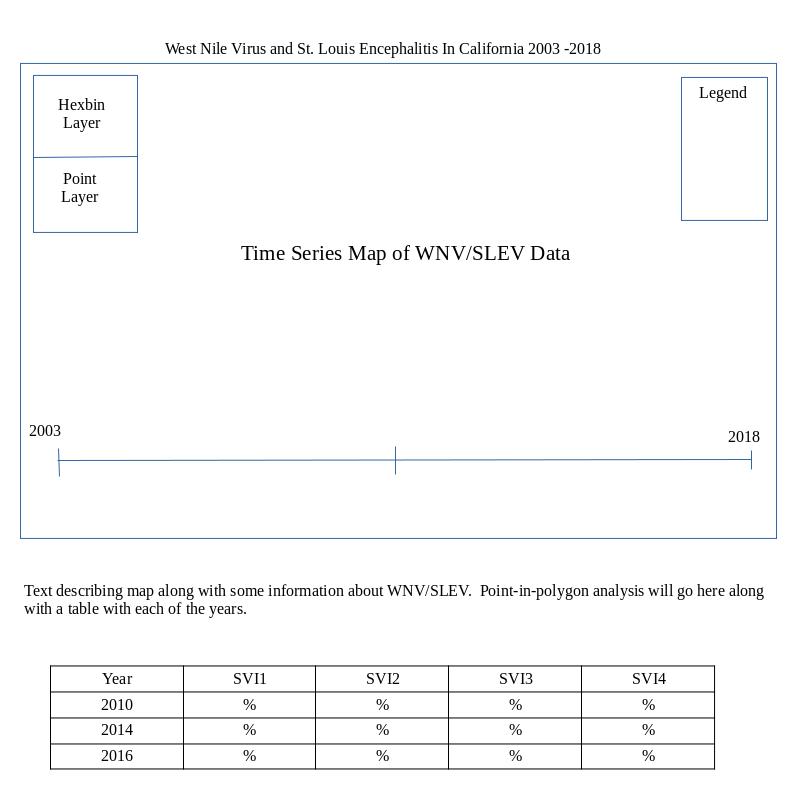 West Nile Virus and St. Louis Encephalitis In California 2003 -2018
Hexbin
Layer
Point
Layer
Legend
Time Series Map of WNV/SLEV Data
2003
2018
Text describing map along with some information about WNV/SLEV.  Point-in-polygon analysis will go here along
with a table with each of the years.
Year SVI1 SVI2 SVI3 SVI4
2010 % % % %
2014 % % % %
2016 % % % %